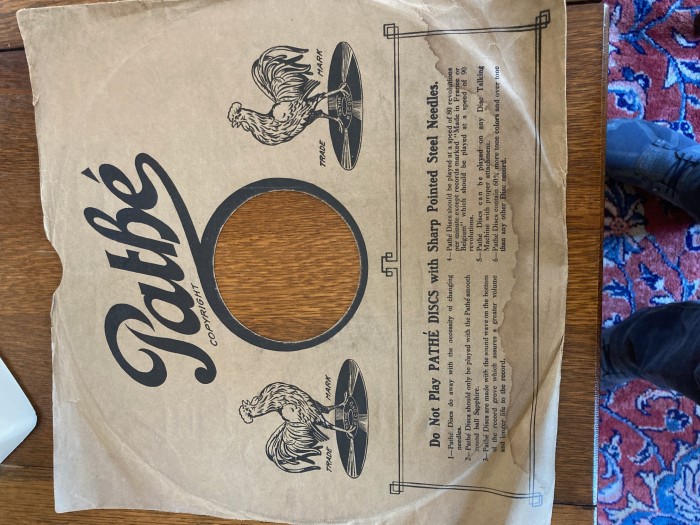 Pathé
COPYRIGHT
TRADE MARK
TRADE MARK
Do Not Play PATHÉ DISCS with Sharp Pointed Steel Needles.
1—Pathé Discs do away with the necessity of changing
needles.
2—Pathé Discs should only be played with the Pathé smooth
round ball Sapphire.
3—Pathé Discs are made with the sound wave on the bottom
of the record grove which assures a greater volume
and longer life to the record.
4—Pathé Discs should be played at a speed of 80 revolutions
per minute except records marked "Made in France or
Belgium" which should be played at a speed of 90
revolutions.
5—Pathé Discs can be played on any Disc Talking
Machine with proper attachment.
6—Pathé Discs contain 60% more tone colors and over tone
than any other Disc record.